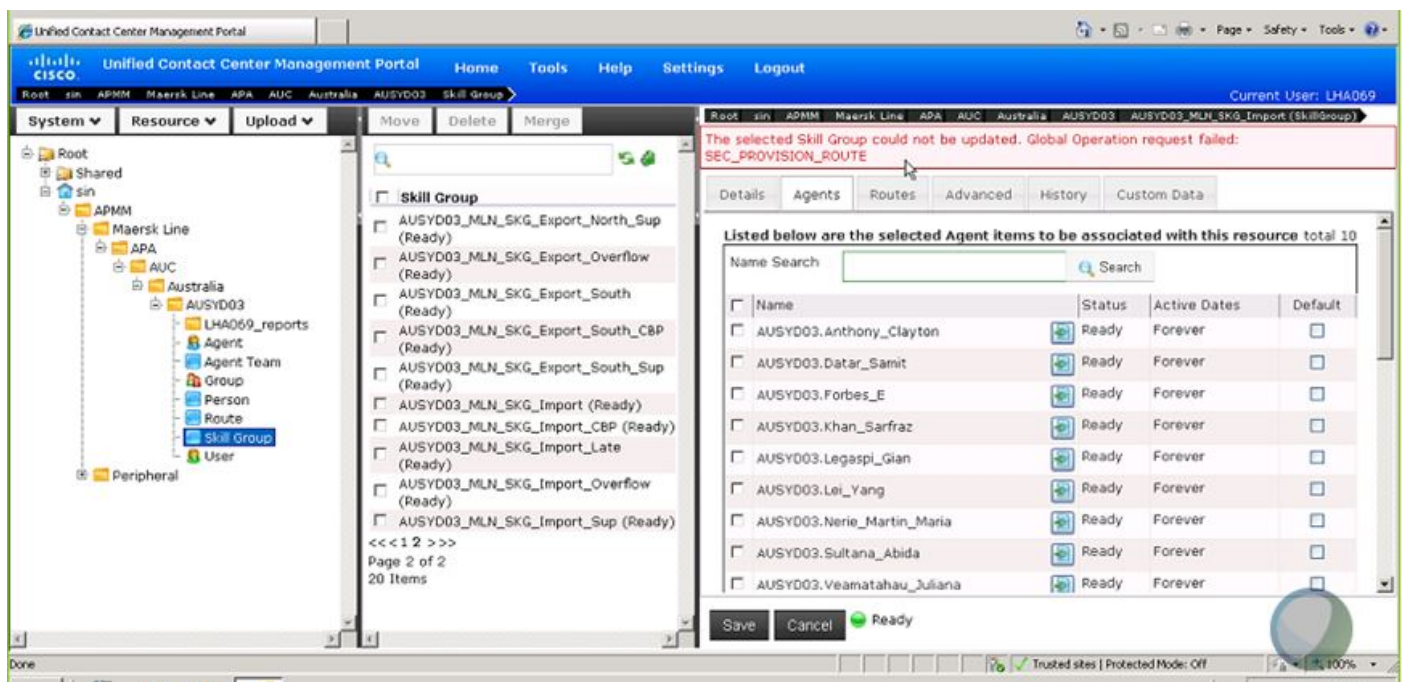 Unified Contact Center Management Portal
Page Safety Tools
CISCO Unified Contact Center Management Portal Home Tools Help Settings Logout
Root sin APMM Maersk Line APA AUC Australia AUSYD03 Skill Group
Current User: LHA069
System Resource Upload
Root
Shared
sin
APMM
Maersk Line
APA
AUC
Australia
AUSYD03
LHA069_reports
Agent
Agent Team
Group
Person
Route
Skill Group
User
Peripheral
Move Delete Merge
Skill Group
AUSYD03_MLN_SKG_Export_North_Sup
(Ready)
AUSYD03_MLN_SKG_Export_Overflow
(Ready)
AUSYD03_MLN_SKG_Export_South
(Ready)
AUSYD03_MLN_SKG_Export_South_CBP
(Ready)
AUSYD03_MLN_SKG_Export_South_Sup
(Ready)
AUSYD03_MLN_SKG_Import (Ready)
AUSYD03_MLN_SKG_Import_CBP (Ready)
AUSYD03_MLN_SKG_Import_Late
(Ready)
AUSYD03_MLN_SKG_Import_Overflow
(Ready)
AUSYD03_MLN_SKG_Import_Sup (Ready)
<<< 1 2 >>>
Page 2 of 2
20 Items
Root sin APMM Maersk Line APA AUC Australia AUSYD03 AUSYD03_MLN_SKG_Import (SkillGroup)
The selected Skill Group could not be updated. Global Operation request failed:
SEC_PROVISION_ROUTE
Details Agents Routes Advanced History Custom Data
Listed below are the selected Agent items to be associated with this resource total 10
Name Search Search
Name Status Active Dates Default
AUSYD03.Anthony_Clayton Ready Forever
AUSYD03.Datar_Samit Ready Forever
AUSYD03.Forbes_E Ready Forever
AUSYD03.Khan_Sarfraz Ready Forever
AUSYD03.Legaspi_Gian Ready Forever
AUSYD03.Lei_Yang Ready Forever
AUSYD03.Nerie_Martin_Maria Ready Forever
AUSYD03.Sultana_Abida Ready Forever
AUSYD03.Veamatahau_Juliana Ready Forever
Save Cancel Ready
Done
Trusted sites | Protected Mode: Off
100%